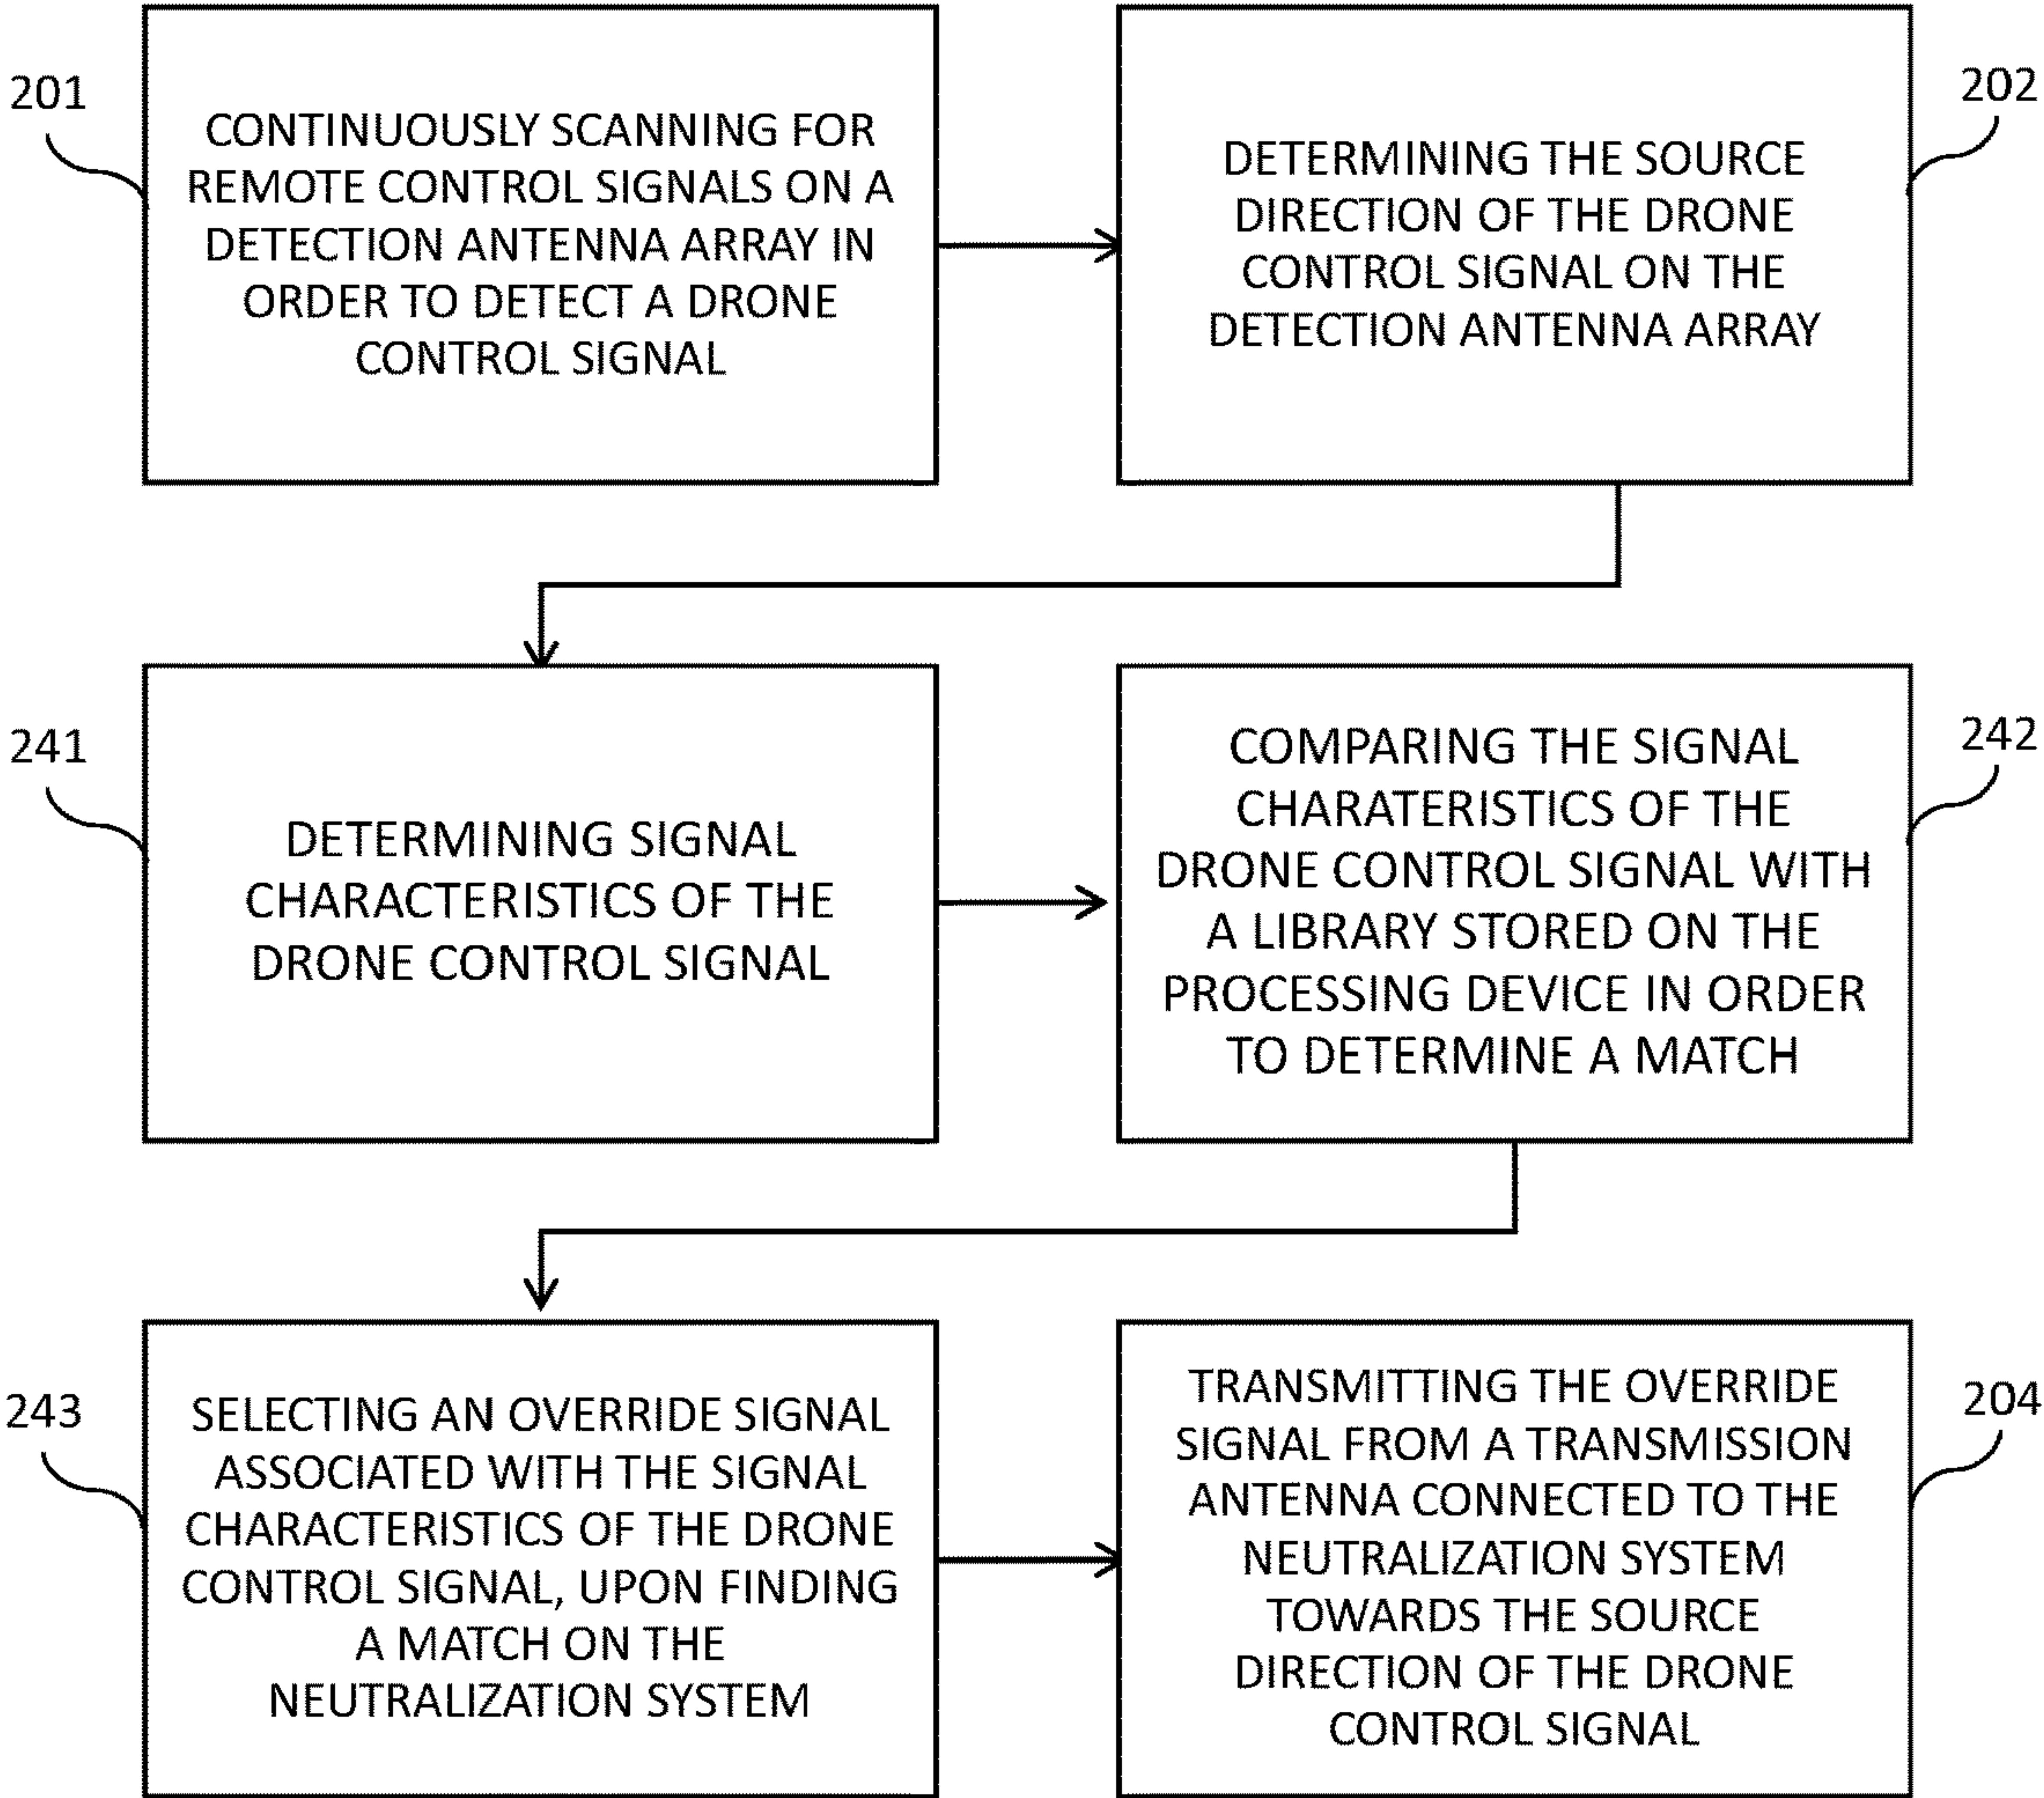 201
CONTINUOUSLY SCANNING FOR
REMOTE CONTROL SIGNALS ON A
DETECTION ANTENNA ARRAY IN
ORDER TO DETECT A DRONE
CONTROL SIGNAL
202
DETERMINING THE SOURCE
DIRECTION OF THE DRONE
CONTROL SIGNAL ON THE
DETECTION ANTENNA ARRAY
241
DETERMINING SIGNAL
CHARACTERISTICS OF THE
DRONE CONTROL SIGNAL
242
COMPARING THE SIGNAL
CHARATERISTICS OF THE
DRONE CONTROL SIGNAL WITH
A LIBRARY STORED ON THE
PROCESSING DEVICE IN ORDER
TO DETERMINE A MATCH
243
SELECTING AN OVERRIDE SIGNAL
ASSOCIATED WITH THE SIGNAL
CHARACTERISTICS OF THE DRONE
CONTROL SIGNAL, UPON FINDING
A MATCH ON THE
NEUTRALIZATION SYSTEM
204
TRANSMITTING THE OVERRIDE
SIGNAL FROM A TRANSMISSION
ANTENNA CONNECTED TO THE
NEUTRALIZATION SYSTEM
TOWARDS THE SOURCE
DIRECTION OF THE DRONE
CONTROL SIGNAL